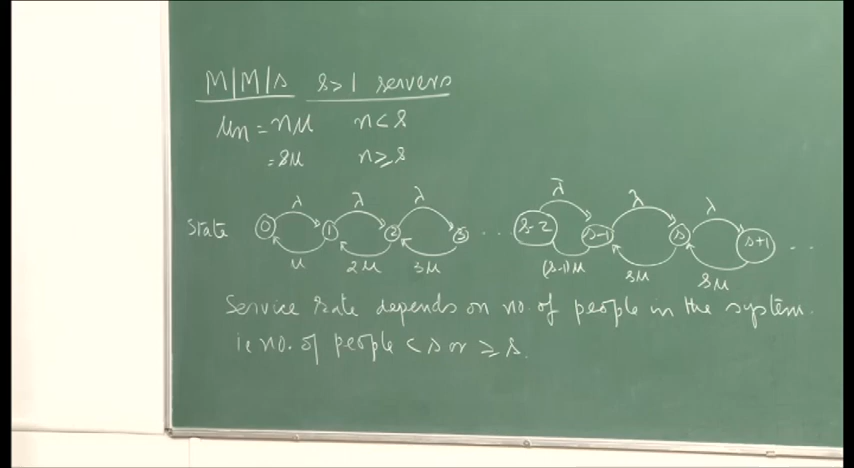 M|M|s s>1 servers
μn = nμ n < s
= sμ n ≥ s
λ λ λ λ λ λ
State 0 1 2 3 ... s-2 s-1 s s+1 ...
μ 2μ 3μ (s-1)μ sμ sμ
Service rate depends on no. of people in the system.
ie no. of people < s or ≥ s.